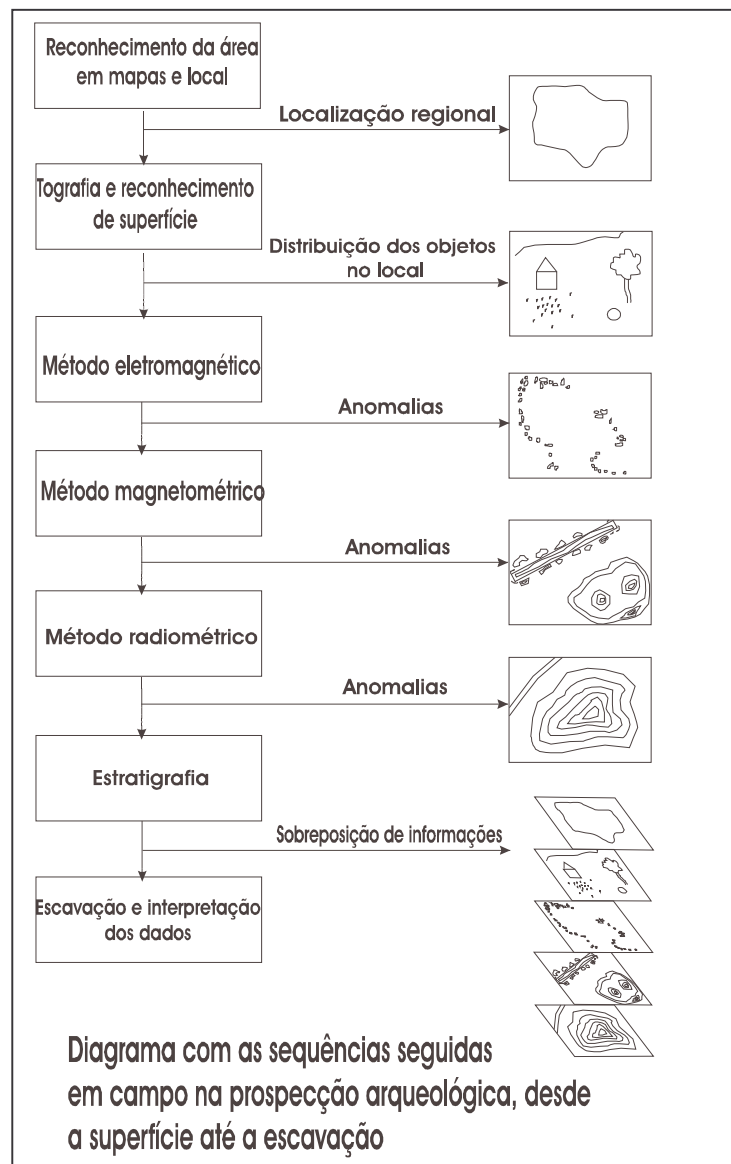 Reconhecimento da área
em mapas e local
Localização regional
Tografia e reconhecimento
de superfície
Distribuição dos objetos
no local
Método eletromagnético
Anomalias
Método magnetométrico
Anomalias
Método radiométrico
Anomalias
Estratigrafia
Sobreposição de informações
Escavação e interpretação
dos dados
Diagrama com as sequências seguidas
em campo na prospecção arqueológica, desde
a superfície até a escavação